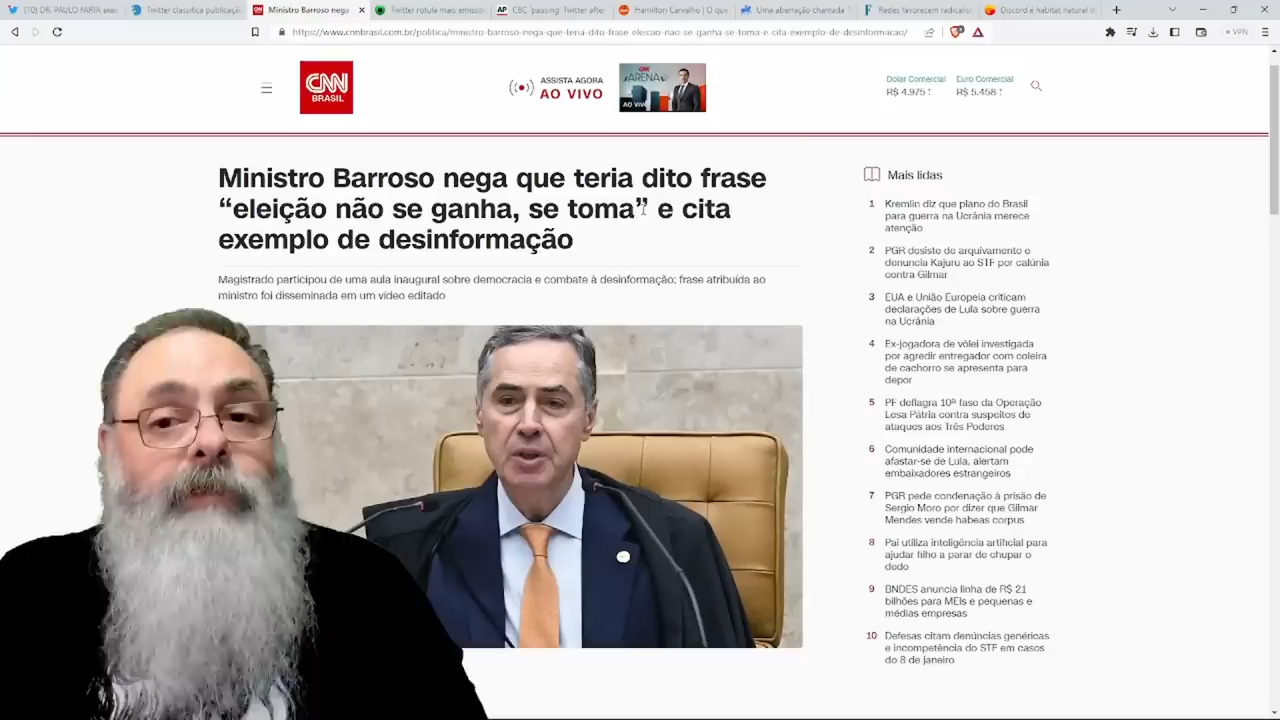 [10] DR. PAULO FARIA
Twitter classifica publicaçã
Ministro Barroso nega
Twitter rotula mais emissor
CBC 'pausing' Twitter after
Hamilton Carvalho | O que
Uma aberração chamada
Redes favorecem radicalis
Discord é habitat natural d
https://www.cnnbrasil.com.br/politica/ministro-barroso-nega-que-teria-dito-frase-eleicao-nao-se-ganha-se-toma-e-cita-exemplo-de-desinformacao/
VPN
CNN
BRASIL
ASSISTA AGORA
AO VIVO
CNN
ARENA
AO VIVO
Dólar Comercial
R$ 4,975 ↑
Euro Comercial
R$ 5,458 ↑
Ministro Barroso nega que teria dito frase
“eleição não se ganha, se toma” e cita
exemplo de desinformação
Magistrado participou de uma aula inaugural sobre democracia e combate à desinformação; frase atribuída ao
ministro foi disseminada em um vídeo editado
Mais lidas
1 Kremlin diz que plano do Brasil
para guerra na Ucrânia merece
atenção
2 PGR desiste de arquivamento e
denuncia Kajuru ao STF por calúnia
contra Gilmar
3 EUA e União Europeia criticam
declarações de Lula sobre guerra
na Ucrânia
4 Ex-jogadora de vôlei investigada
por agredir entregador com coleira
de cachorro se apresenta para
depor
5 PF deflagra 10ª fase da Operação
Lesa Pátria contra suspeitos de
ataques aos Três Poderes
6 Comunidade internacional pode
afastar-se de Lula, alertam
embaixadores estrangeiros
7 PGR pede condenação à prisão de
Sergio Moro por dizer que Gilmar
Mendes vende habeas corpus
8 Pai utiliza inteligência artificial para
ajudar filho a parar de chupar o
dedo
9 BNDES anuncia linha de R$ 21
bilhões para MEIs e pequenas e
médias empresas
10 Defesas citam denúncias genéricas
e incompetência do STF em casos
do 8 de janeiro